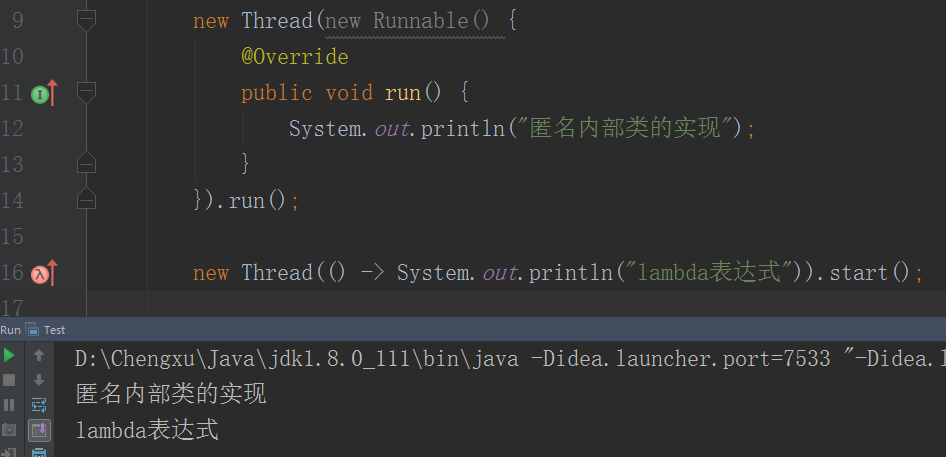 9 new Thread(new Runnable() {
10 @Override
11 public void run() {
12 System.out.println("匿名内部类的实现");
13 }
14 }).run();
15
16 new Thread(() -> System.out.println("lambda表达式")).start();
17
Run Test
D:\Chengxu\Java\jdk1.8.0_111\bin\java -Didea.launcher.port=7533 "-Didea.l
匿名内部类的实现
lambda表达式